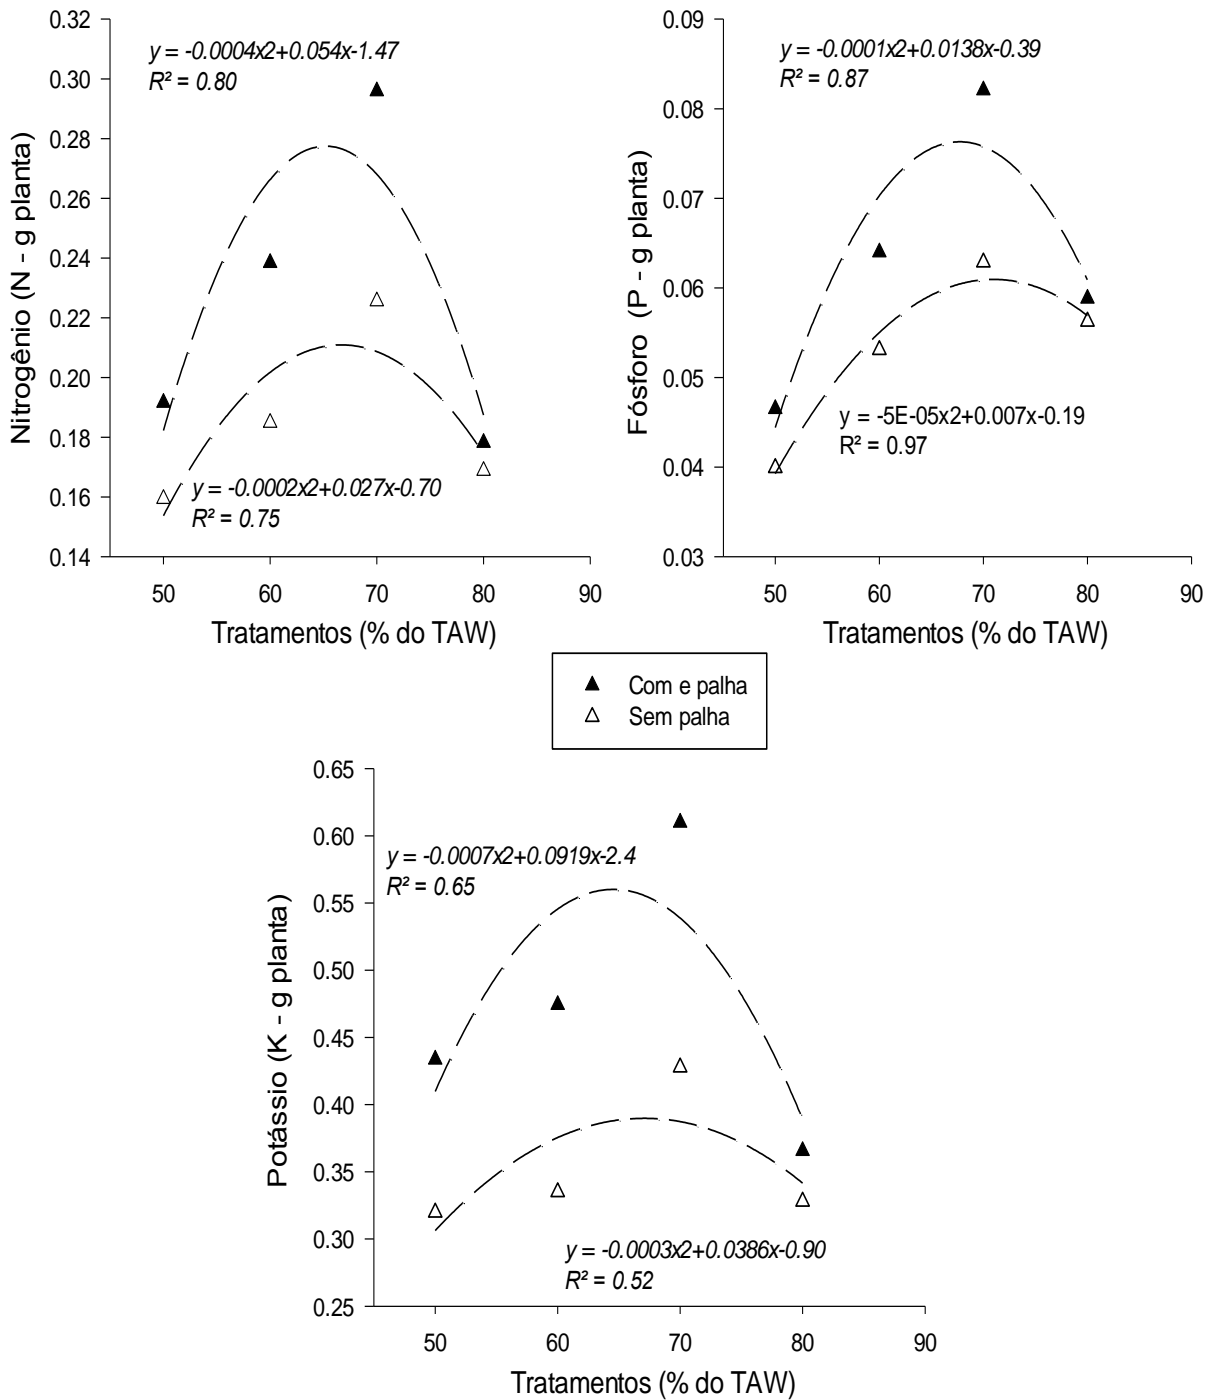 Nitrogênio (N - g planta)
0.32
0.30
0.28
0.26
0.24
0.22
0.20
0.18
0.16
0.14
y = -0.0004x2+0.054x-1.47
R² = 0.80
y = -0.0002x2+0.027x-0.70
R² = 0.75
50 60 70 80 90
Tratamentos (% do TAW)
Fósforo (P - g planta)
0.09
0.08
0.07
0.06
0.05
0.04
0.03
y = -0.0001x2+0.0138x-0.39
R² = 0.87
y = -5E-05x2+0.007x-0.19
R² = 0.97
50 60 70 80 90
Tratamentos (% do TAW)
Com e palha
Sem palha
Potássio (K - g planta)
0.65
0.60
0.55
0.50
0.45
0.40
0.35
0.30
0.25
y = -0.0007x2+0.0919x-2.4
R² = 0.65
y = -0.0003x2+0.0386x-0.90
R² = 0.52
50 60 70 80 90
Tratamentos (% do TAW)